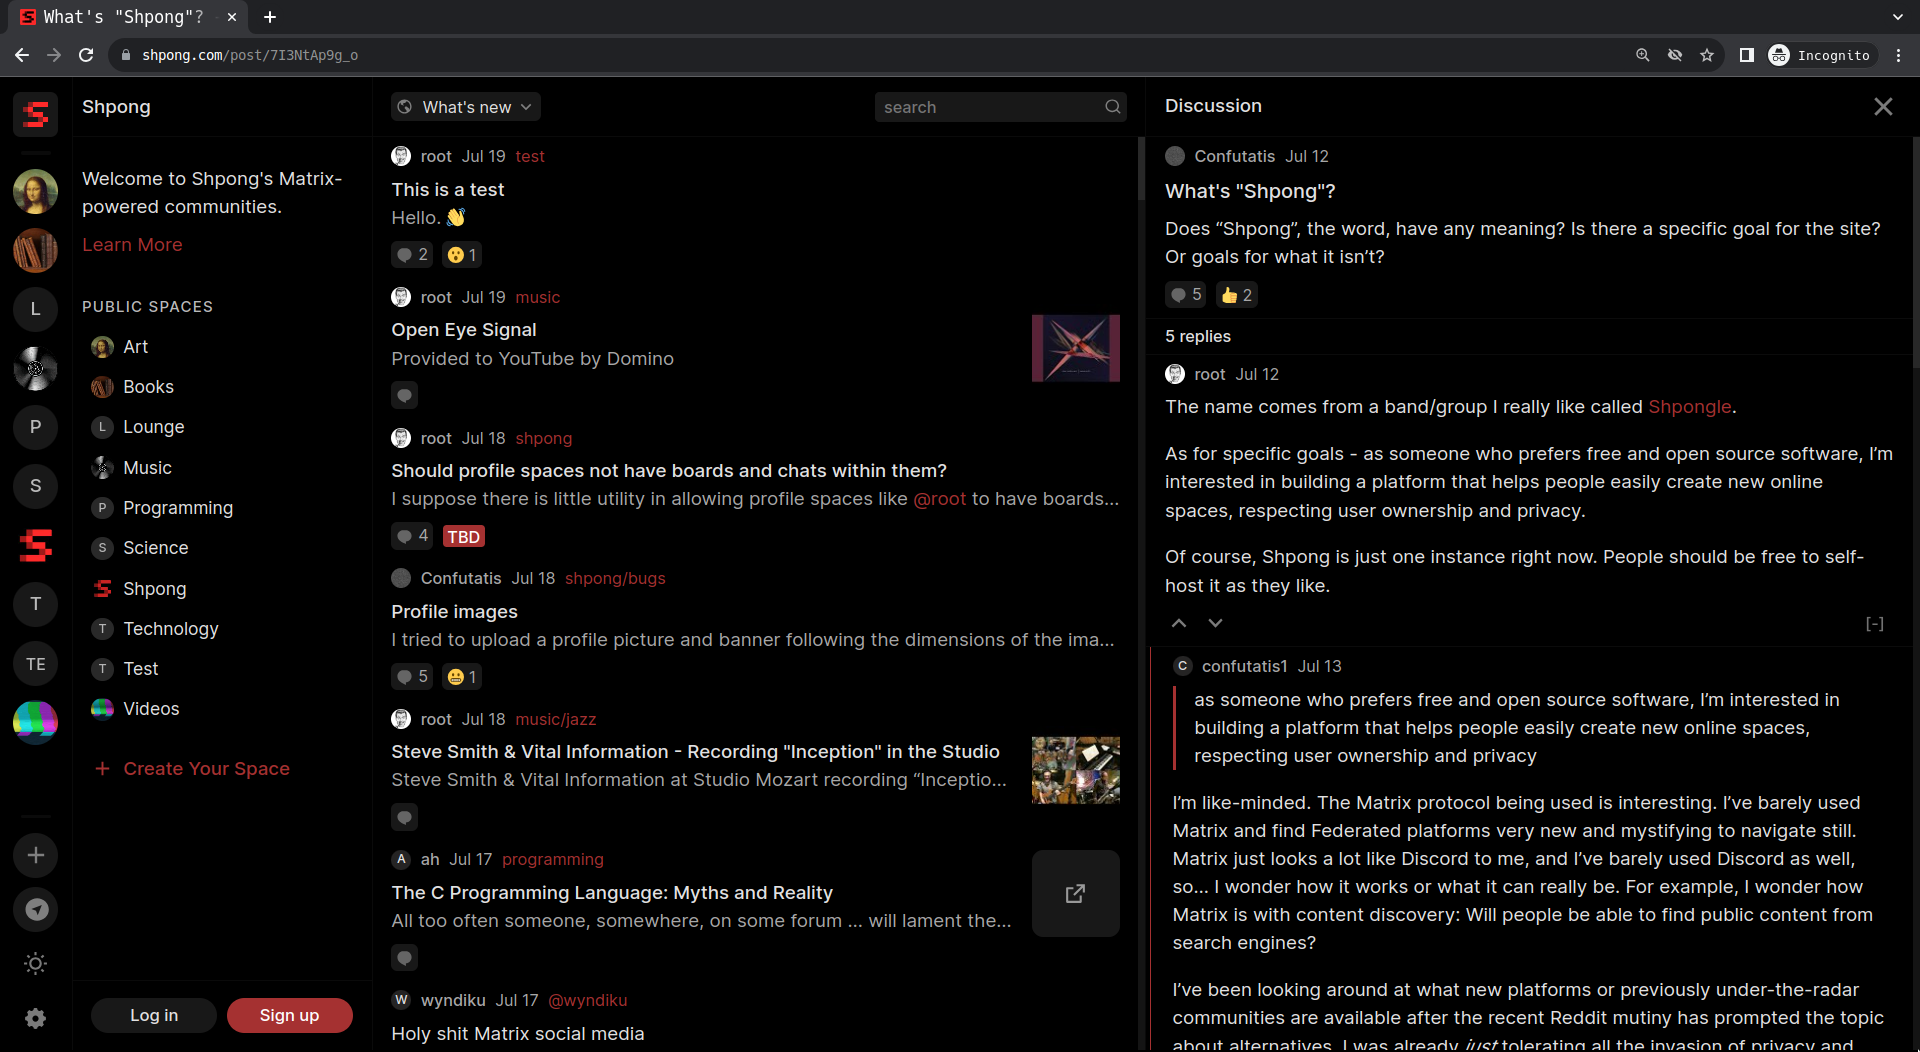 What's "Shpong"?
shpong.com/post/7I3NtAp9g_o
Incognito
L
P
S
T
TE
Shpong
Welcome to Shpong's Matrix-
powered communities.
Learn More
PUBLIC SPACES
Art
Books
L Lounge
Music
P Programming
S Science
Shpong
T Technology
T Test
Videos
+ Create Your Space
Log in
Sign up
What's new
search
root Jul 19 test
This is a test
Hello. 👋
2 😮 1
root Jul 19 music
Open Eye Signal
Provided to YouTube by Domino
root Jul 18 shpong
Should profile spaces not have boards and chats within them?
I suppose there is little utility in allowing profile spaces like @root to have boards...
4 TBD
Confutatis Jul 18 shpong/bugs
Profile images
I tried to upload a profile picture and banner following the dimensions of the ima...
5 😬 1
root Jul 18 music/jazz
Steve Smith & Vital Information - Recording "Inception" in the Studio
Steve Smith & Vital Information at Studio Mozart recording “Inceptio...
A ah Jul 17 programming
The C Programming Language: Myths and Reality
All too often someone, somewhere, on some forum ... will lament the...
W wyndiku Jul 17 @wyndiku
Holy shit Matrix social media
Discussion
Confutatis Jul 12
What's "Shpong"?
Does “Shpong”, the word, have any meaning? Is there a specific goal for the site?
Or goals for what it isn’t?
5 👍 2
5 replies
root Jul 12
The name comes from a band/group I really like called Shpongle.
As for specific goals - as someone who prefers free and open source software, I’m
interested in building a platform that helps people easily create new online
spaces, respecting user ownership and privacy.
Of course, Shpong is just one instance right now. People should be free to self-
host it as they like.
[-]
C confutatis1 Jul 13
as someone who prefers free and open source software, I’m interested in
building a platform that helps people easily create new online spaces,
respecting user ownership and privacy
I’m like-minded. The Matrix protocol being used is interesting. I’ve barely used
Matrix and find Federated platforms very new and mystifying to navigate still.
Matrix just looks a lot like Discord to me, and I’ve barely used Discord as well,
so... I wonder how it works or what it can really be. For example, I wonder how
Matrix is with content discovery: Will people be able to find public content from
search engines?
I’ve been looking around at what new platforms or previously under-the-radar
communities are available after the recent Reddit mutiny has prompted the topic
about alternatives. I was already just tolerating all the invasion of privacy and